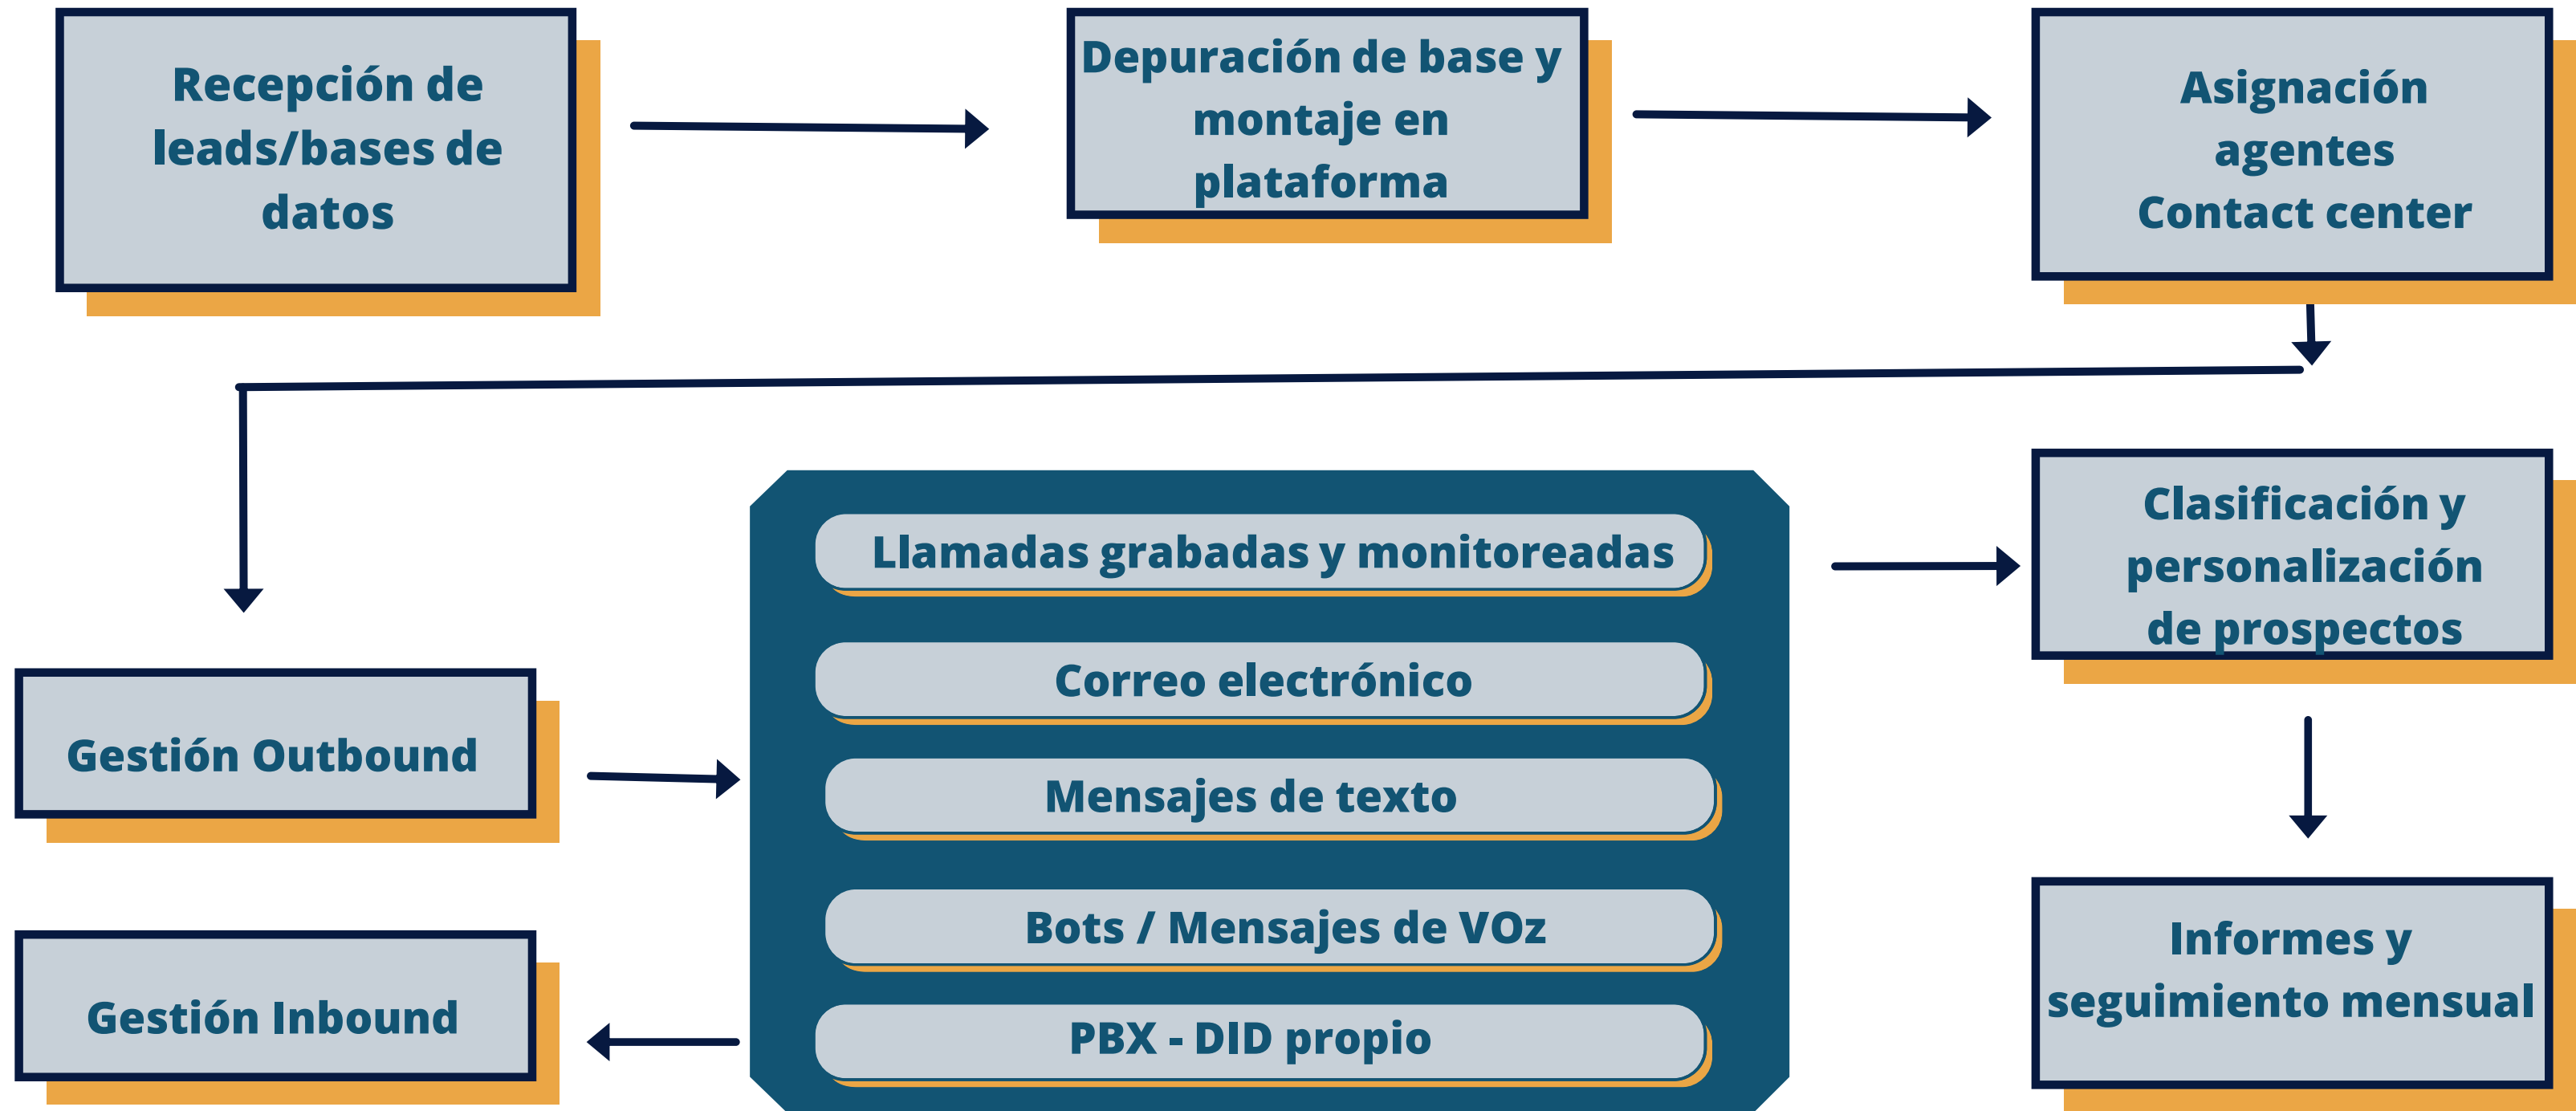 Recepción de
leads/bases de
datos
Depuración de base y
montaje en
plataforma
Asignación
agentes
Contact center
Gestión Outbound
Llamadas grabadas y monitoreadas
Correo electrónico
Mensajes de texto
Bots / Mensajes de VOz
PBX - DID propio
Gestión Inbound
Clasificación y
personalización
de prospectos
Informes y
seguimiento mensual